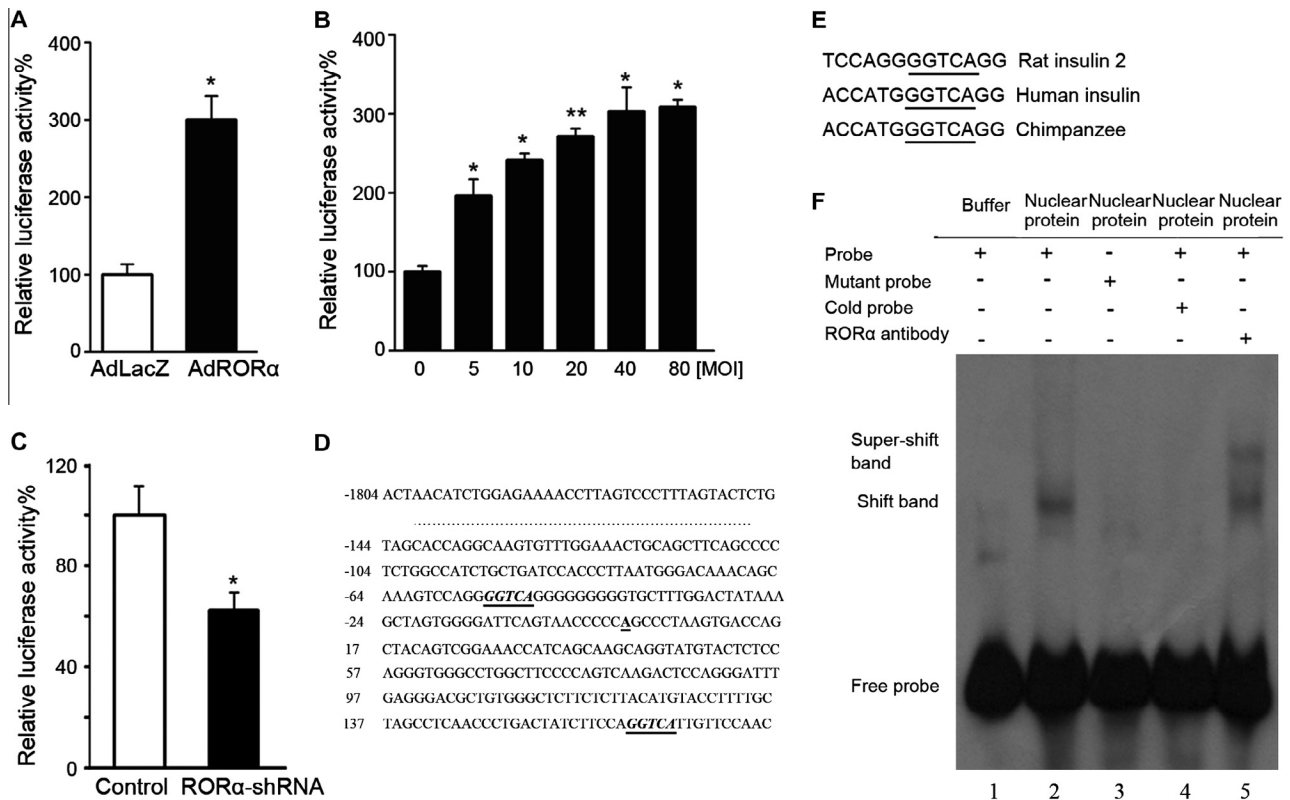 A
Relative luciferase activity%
400
300
200
100
0
*
AdLacZ AdRORα
B
Relative luciferase activity%
400
300
200
100
0
* * ** * *
0 5 10 20 40 80 [MOI]
C
Relative luciferase activity%
120
80
40
0
*
Control RORα-shRNA
D
-1804 ACTAACATCTGGAGAAAACCTTAGTCCCTTTAGTACTCTG
-144 TAGCACCAGGCAAGTGTTTGGAAACTGCAGCTTCAGCCCC
-104 TCTGGCCATCTGCTGATCCACCCTTAATGGGACAAACAGC
-64 AAAGTCCAGGGGTCAGGGGGGGGGTGCTTTGGACTATAAA
-24 GCTAGTGGGGATTCAGTAACCCCCAGCCCTAAGTGACCAG
17 CTACAGTCGGAAACCATCAGCAAGCAGGTATGTACTCTCC
57 AGGGTGGGCCTGGCTTCCCCAGTCAAGACTCCAGGGATTT
97 GAGGGACGCTGTGGGCTCTTCTCTTACATGTACCTTTTGC
137 TAGCCTCAACCCTGACTATCTTCCAGGTCATTGTTCCAAC
E
TCCAGGGGTCAGG Rat insulin 2
ACCATGGGTCAGG Human insulin
ACCATGGGTCAGG Chimpanzee
F
Buffer Nuclear protein Nuclear protein Nuclear protein Nuclear protein
Probe + + - + +
Mutant probe - - + - -
Cold probe - - - + -
RORα antibody - - - - +
Super-shift band
Shift band
Free probe
1 2 3 4 5